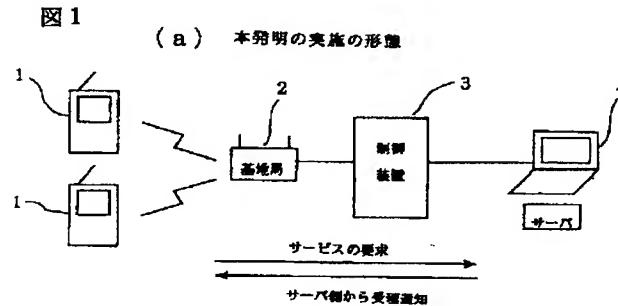 図1
(a) 本発明の実施の形態
1
2
3
基地局
制御
装置
1
サーバ
サービスの要求
サーバ側から受理通知